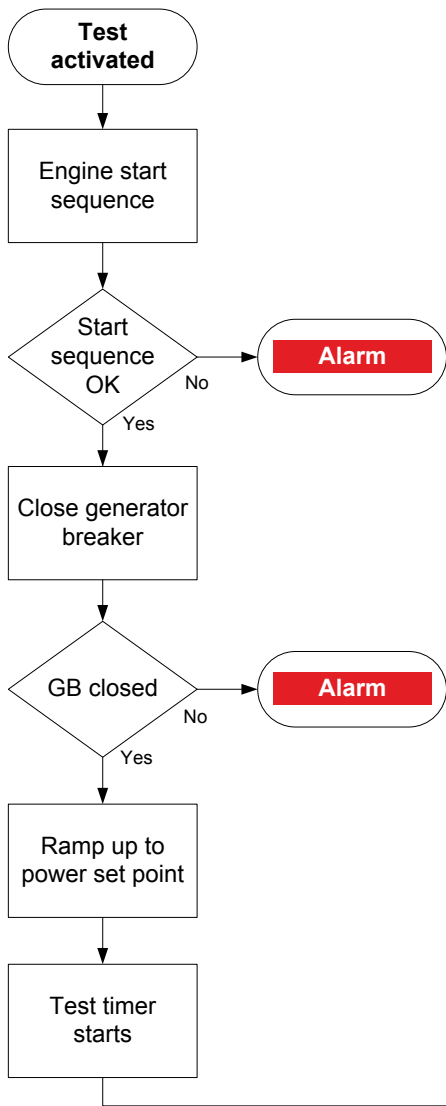 Test
activated
Engine start
sequence
Start
sequence
OK
No
Alarm
Yes
Close generator
breaker
GB closed
No
Alarm
Yes
Ramp up to
power set point
Test timer
starts